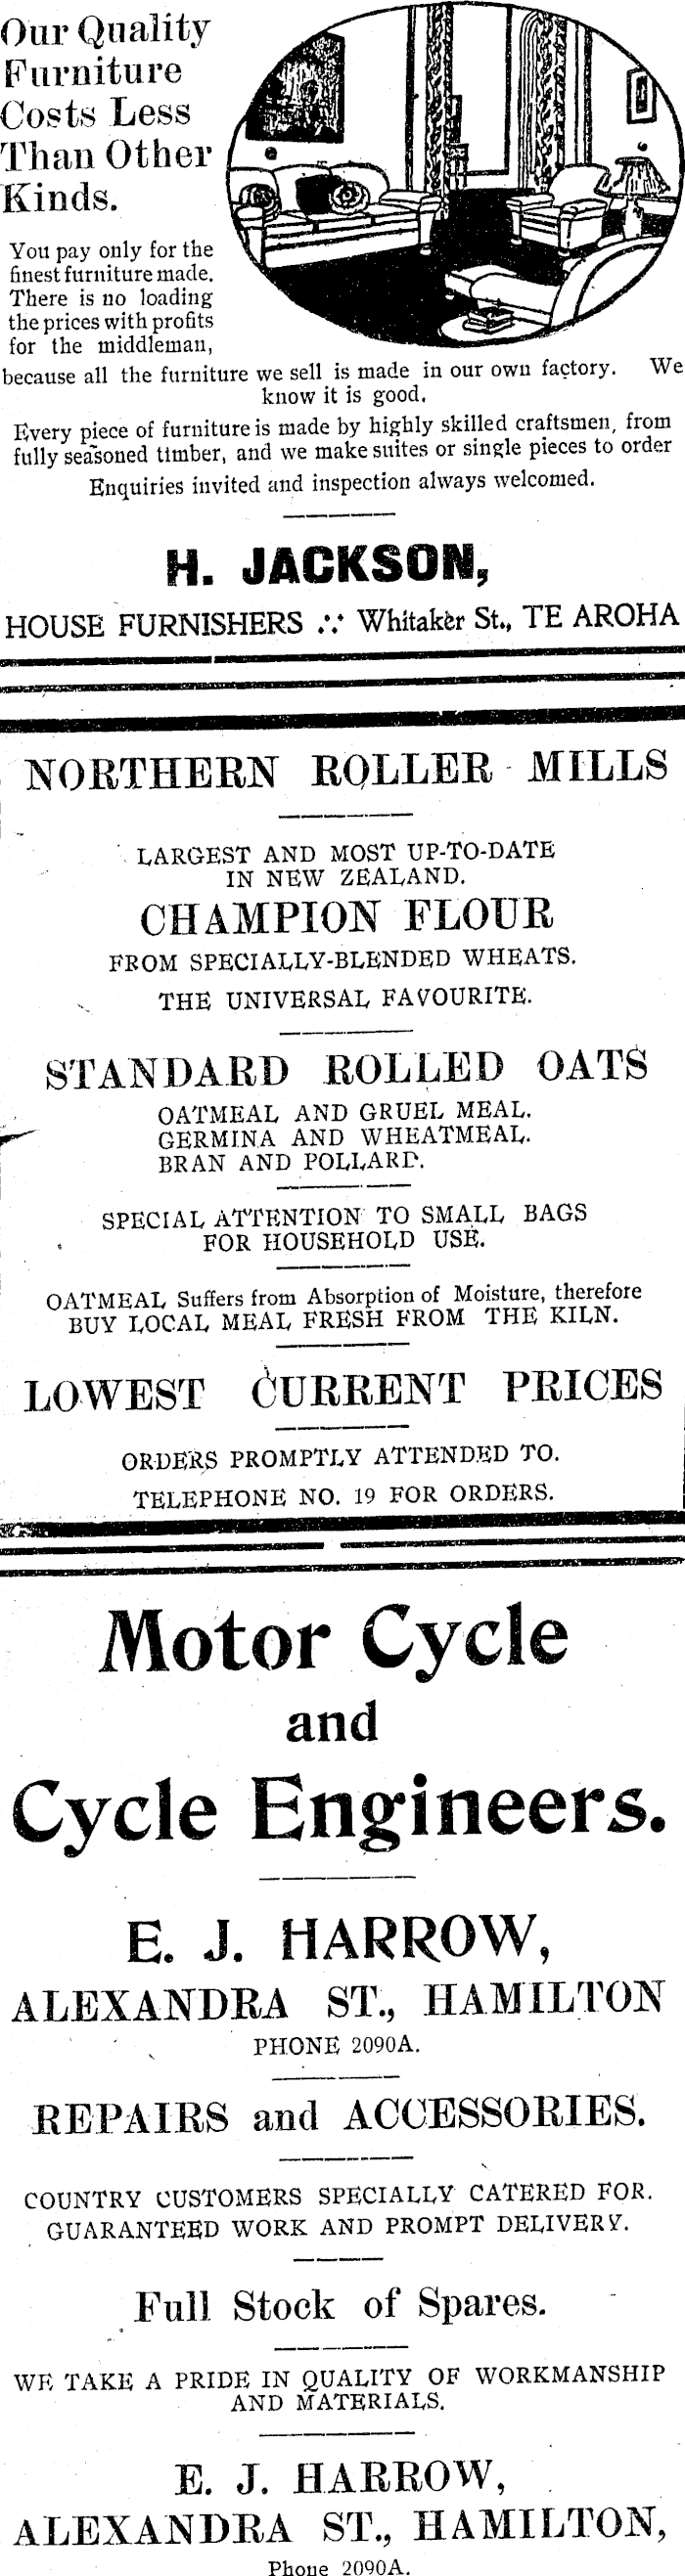 Our Quality
Furniture
Costs Less
Than Other
Kinds.
You pay only for the
finest furniture made.
There is no loading
the prices with profits
for the middleman,
because all the furniture we sell is made in our own factory. We
know it is good.
Every piece of furniture is made by highly skilled craftsmen, from
fully seasoned timber, and we make suites or single pieces to order
Enquiries invited and inspection always welcomed.
H. JACKSON,
HOUSE FURNISHERS ∵ Whitaker St., TE AROHA
NORTHERN ROLLER MILLS
LARGEST AND MOST UP-TO-DATE
IN NEW ZEALAND.
CHAMPION FLOUR
FROM SPECIALLY-BLENDED WHEATS.
THE UNIVERSAL FAVOURITE.
STANDARD ROLLED OATS
OATMEAL AND GRUEL MEAL.
GERMINA AND WHEATMEAL.
BRAN AND POLLARD.
SPECIAL ATTENTION TO SMALL BAGS
FOR HOUSEHOLD USE.
OATMEAL Suffers from Absorption of Moisture, therefore
BUY LOCAL MEAL FRESH FROM THE KILN.
LOWEST CURRENT PRICES
ORDERS PROMPTLY ATTENDED TO.
TELEPHONE NO. 19 FOR ORDERS.
Motor Cycle
and
Cycle Engineers.
E. J. HARROW,
ALEXANDRA ST., HAMILTON
PHONE 2090A.
REPAIRS and ACCESSORIES.
COUNTRY CUSTOMERS SPECIALLY CATERED FOR.
GUARANTEED WORK AND PROMPT DELIVERY.
Full Stock of Spares.
WE TAKE A PRIDE IN QUALITY OF WORKMANSHIP
AND MATERIALS.
E. J. HARROW,
ALEXANDRA ST., HAMILTON,
Phone 2090A.